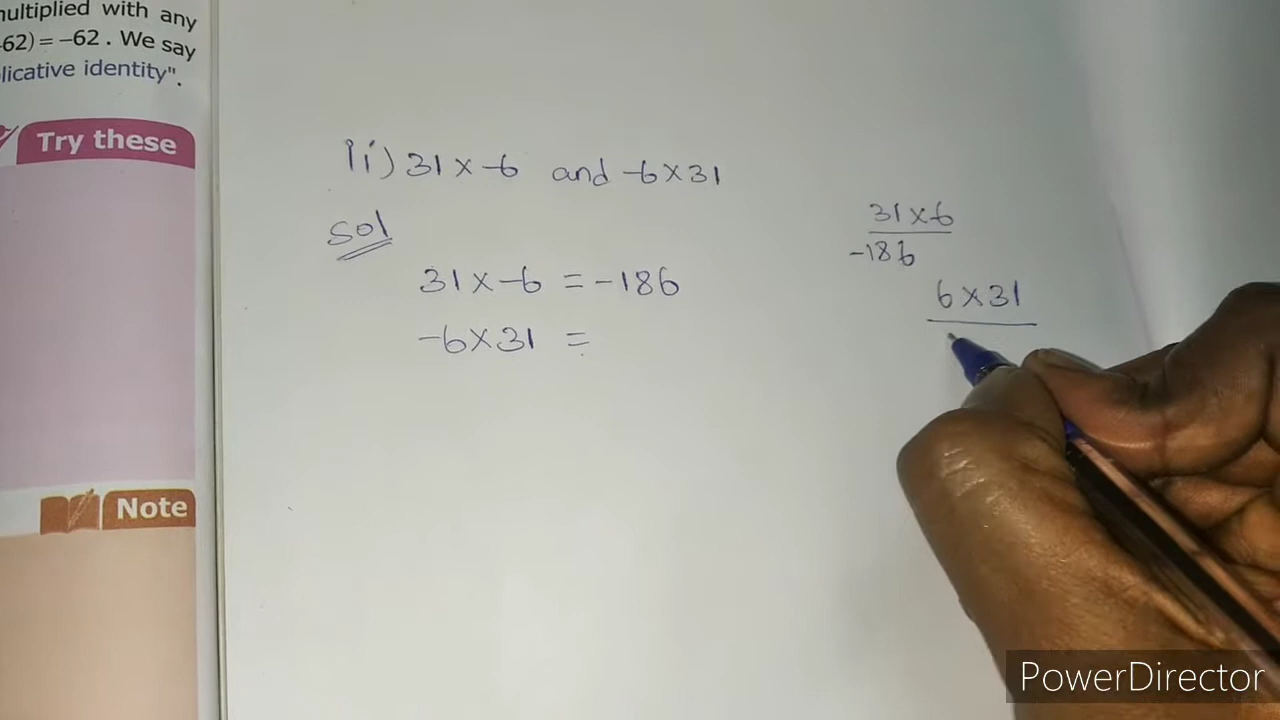 multiplied with any
62) = –62 . We say
licative identity".
Try these
Note
ii) 31 × -6 and -6 × 31
Sol
31 × -6 = -186
-6 × 31 =
31 × 6
-186
6 × 31
PowerDirector